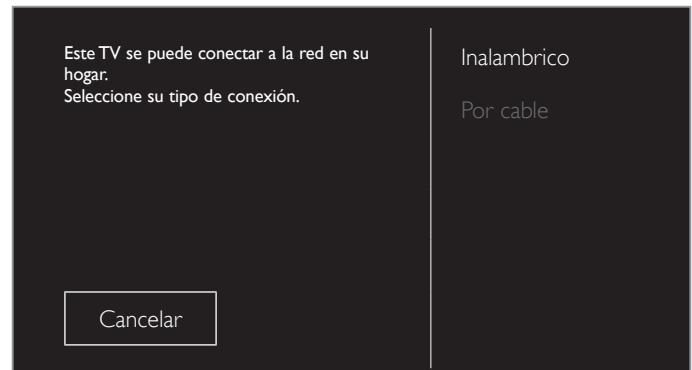 Este TV se puede conectar a la red en su
hogar.
Seleccione su tipo de conexión.
Inalambrico
Por cable
Cancelar